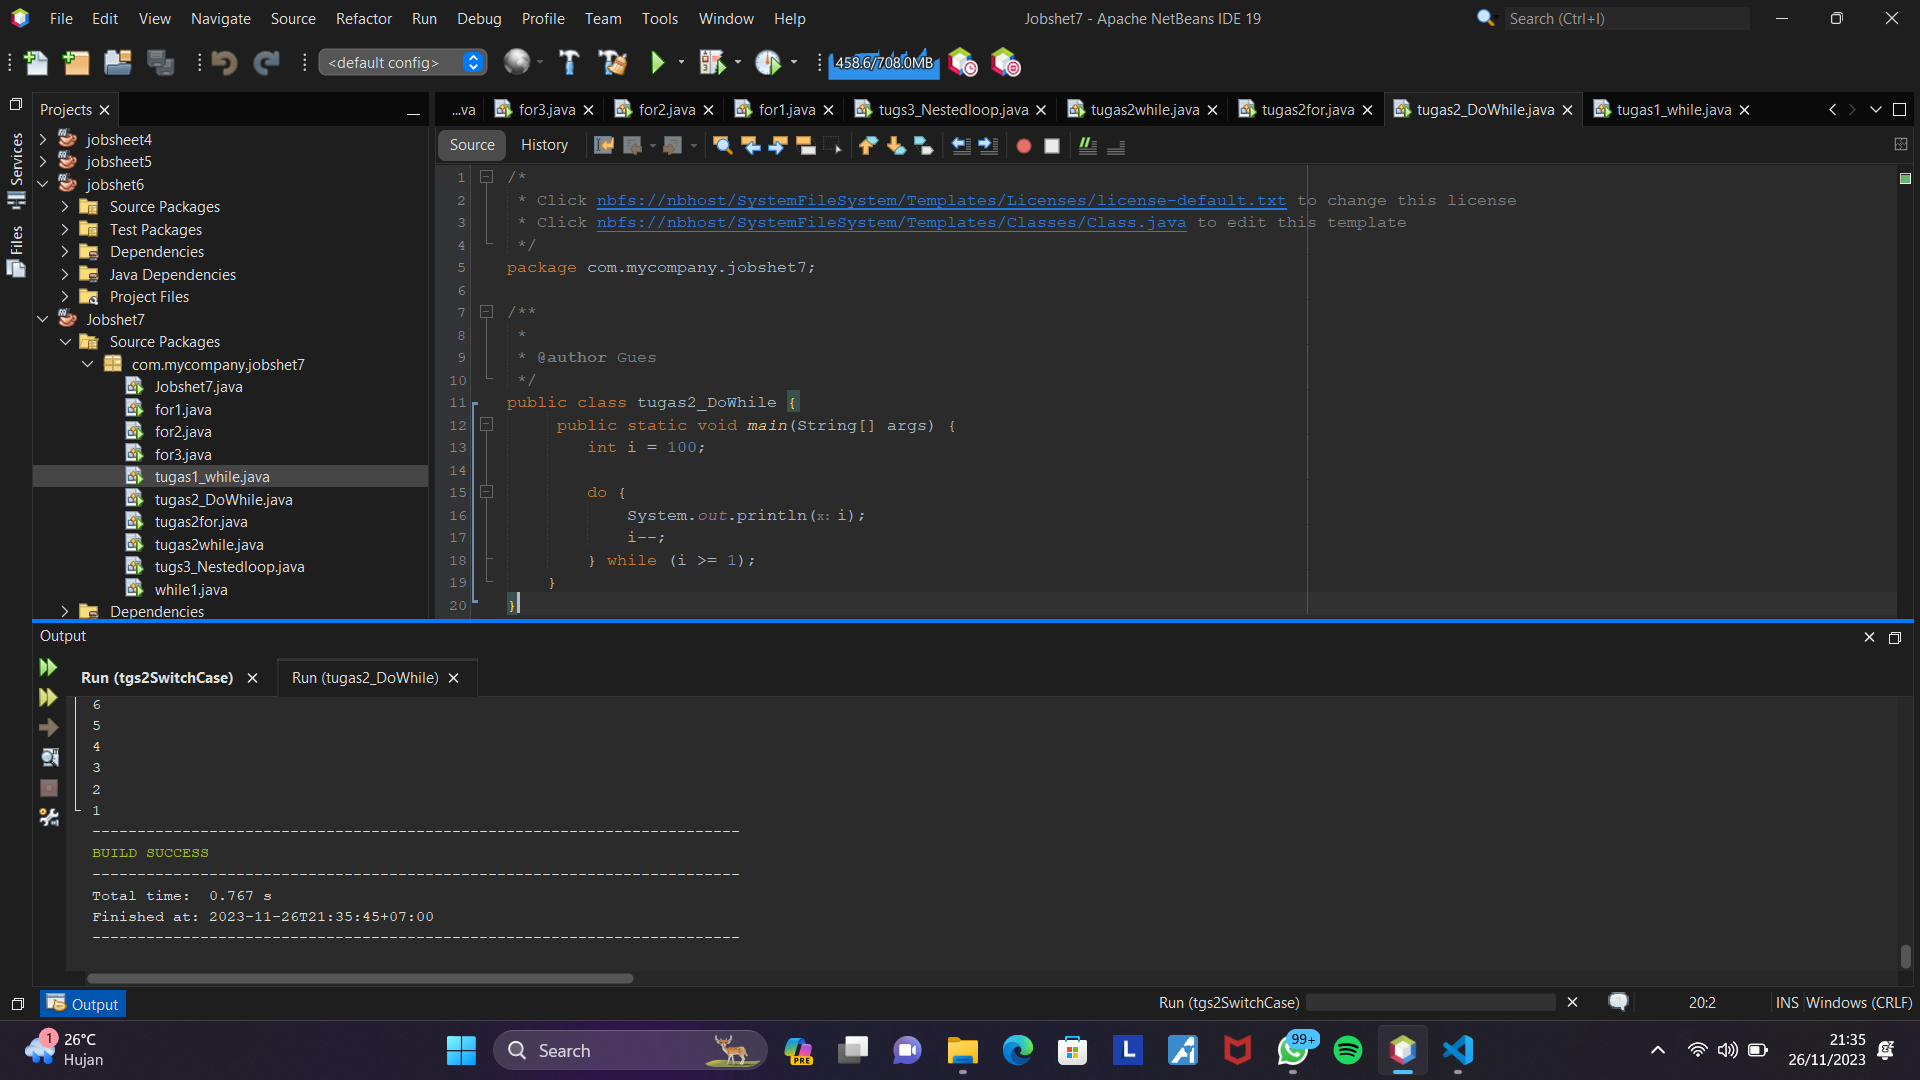 File Edit View Navigate Source Refactor Run Debug Profile Team Tools Window Help
Jobshet7 - Apache NetBeans IDE 19
Search (Ctrl+I)
<default config>
458.6/708.0MB
Projects
...va
for3.java
for2.java
for1.java
tugs3_Nestedloop.java
tugas2while.java
tugas2for.java
tugas2_DoWhile.java
tugas1_while.java
Services
Files
jobsheet4
jobsheet5
jobshet6
Source Packages
Test Packages
Dependencies
Java Dependencies
Project Files
Jobshet7
Source Packages
com.mycompany.jobshet7
Jobshet7.java
for1.java
for2.java
for3.java
tugas1_while.java
tugas2_DoWhile.java
tugas2for.java
tugas2while.java
tugs3_Nestedloop.java
while1.java
Dependencies
Source History
1 /*
2 * Click nbfs://nbhost/SystemFileSystem/Templates/Licenses/license-default.txt to change this license
3 * Click nbfs://nbhost/SystemFileSystem/Templates/Classes/Class.java to edit this template
4 */
5 package com.mycompany.jobshet7;
6
7 /**
8 *
9 * @author Gues
10 */
11 public class tugas2_DoWhile {
12 public static void main(String[] args) {
13 int i = 100;
14
15 do {
16 System.out.println(x: i);
17 i--;
18 } while (i >= 1);
19 }
20 }
Output
Run (tgs2SwitchCase)
Run (tugas2_DoWhile)
6
5
4
3
2
1
------------------------------------------------------------------------
BUILD SUCCESS
------------------------------------------------------------------------
Total time:  0.767 s
Finished at: 2023-11-26T21:35:45+07:00
------------------------------------------------------------------------
Output
Run (tgs2SwitchCase)
20:2
INS
Windows (CRLF)
1
26°C
Hujan
Search
PRE
L
99+
21:35
26/11/2023